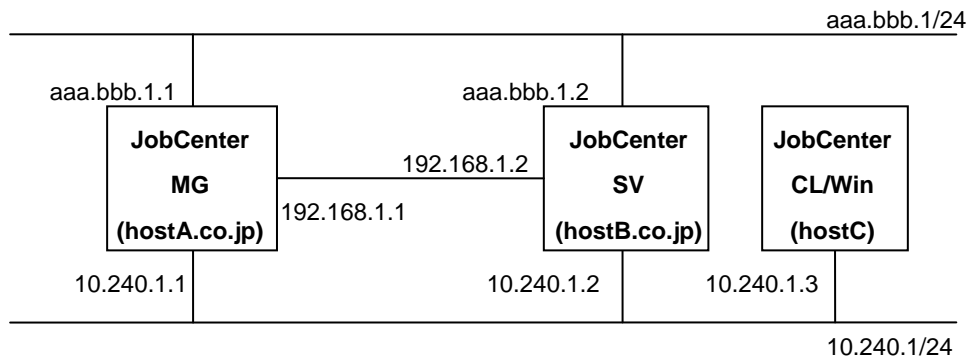 aaa.bbb.1/24
aaa.bbb.1.1
aaa.bbb.1.2
JobCenter
MG
(hostA.co.jp)
192.168.1.2
192.168.1.1
JobCenter
SV
(hostB.co.jp)
JobCenter
CL/Win
(hostC)
10.240.1.1
10.240.1.2
10.240.1.3
10.240.1/24